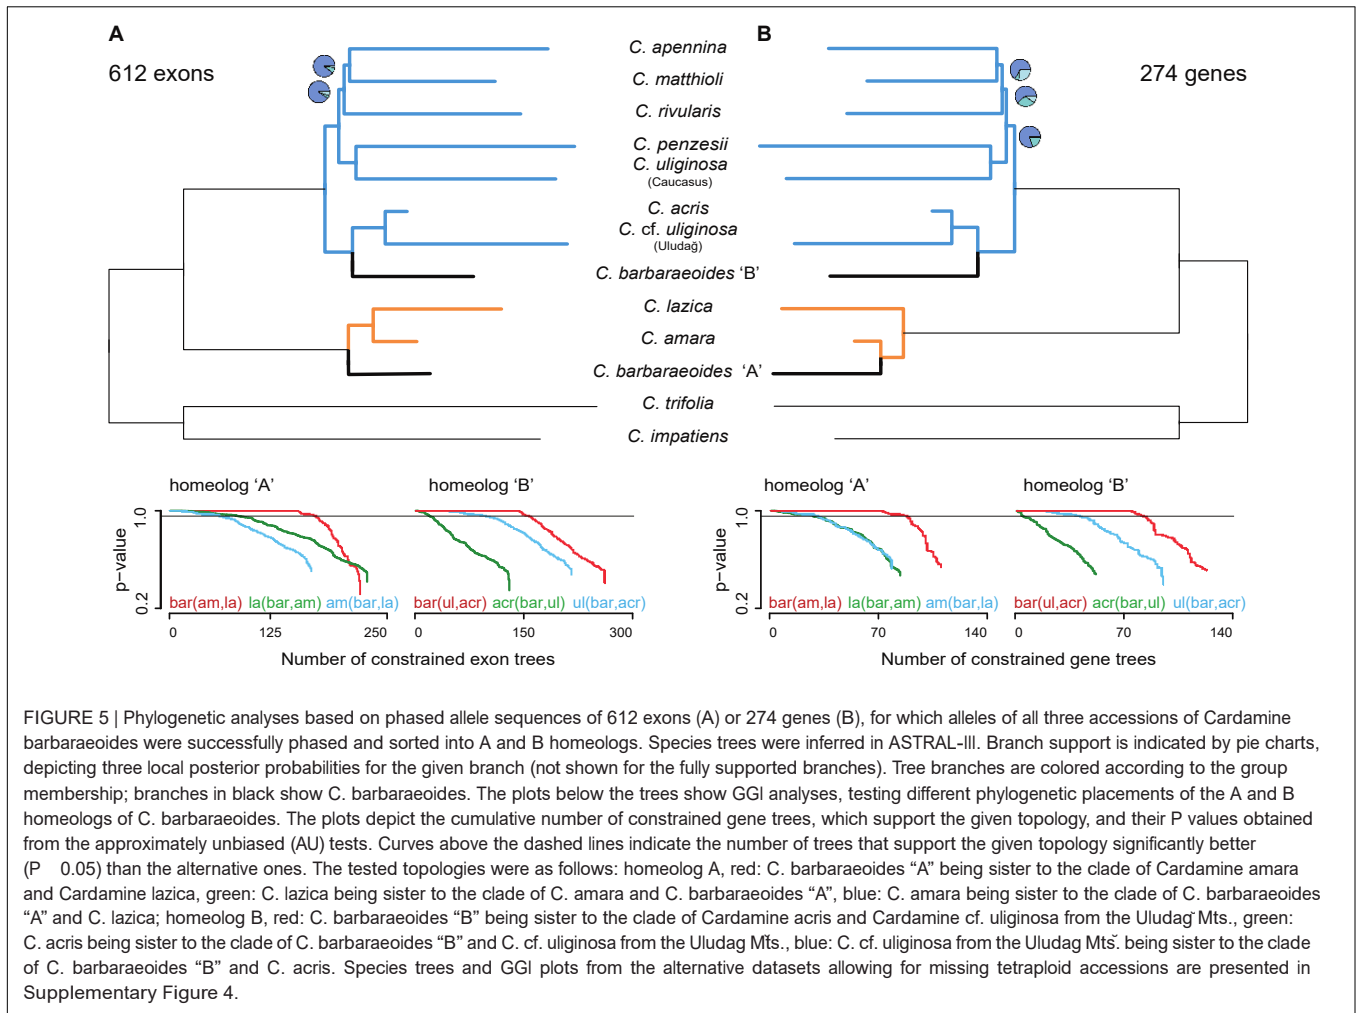 A
B
612 exons
274 genes
C. apennina
C. matthioli
C. rivularis
C. penzesii
C. uliginosa
(Caucasus)
C. acris
C. cf. uliginosa
(Uludağ)
C. barbaraeoides 'B'
C. lazica
C. amara
C. barbaraeoides 'A'
C. trifolia
C. impatiens
homeolog 'A'
homeolog 'B'
homeolog 'A'
homeolog 'B'
p-value
1.0
0.2
bar(am,la) la(bar,am) am(bar,la)
bar(ul,acr) acr(bar,ul) ul(bar,acr)
0 125 250
0 150 300
Number of constrained exon trees
p-value
1.0
0.2
bar(am,la) la(bar,am) am(bar,la)
bar(ul,acr) acr(bar,ul) ul(bar,acr)
0 70 140
0 70 140
Number of constrained gene trees
FIGURE 5 | Phylogenetic analyses based on phased allele sequences of 612 exons (A) or 274 genes (B), for which alleles of all three accessions of Cardamine
barbaraeoides were successfully phased and sorted into A and B homeologs. Species trees were inferred in ASTRAL-III. Branch support is indicated by pie charts,
depicting three local posterior probabilities for the given branch (not shown for the fully supported branches). Tree branches are colored according to the group
membership; branches in black show C. barbaraeoides. The plots below the trees show GGI analyses, testing different phylogenetic placements of the A and B
homeologs of C. barbaraeoides. The plots depict the cumulative number of constrained gene trees, which support the given topology, and their P values obtained
from the approximately unbiased (AU) tests. Curves above the dashed lines indicate the number of trees that support the given topology significantly better
(P 0.05) than the alternative ones. The tested topologies were as follows: homeolog A, red: C. barbaraeoides “A” being sister to the clade of Cardamine amara
and Cardamine lazica, green: C. lazica being sister to the clade of C. amara and C. barbaraeoides “A”, blue: C. amara being sister to the clade of C. barbaraeoides
“A” and C. lazica; homeolog B, red: C. barbaraeoides “B” being sister to the clade of Cardamine acris and Cardamine cf. uliginosa from the Uludag˘ Mts., green:
C. acris being sister to the clade of C. barbaraeoides “B” and C. cf. uliginosa from the Uludag M˘ts., blue: C. cf. uliginosa from the Uludag Mts.˘ being sister to the clade
of C. barbaraeoides “B” and C. acris. Species trees and GGI plots from the alternative datasets allowing for missing tetraploid accessions are presented in
Supplementary Figure 4.